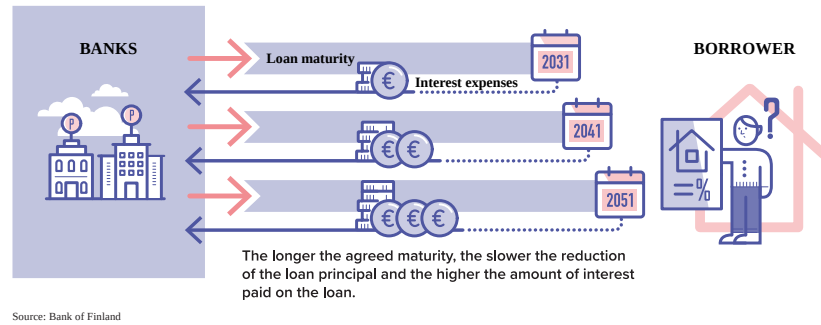 BANKS
BORROWER
Loan maturity
2031
€
Interest expenses
P
P
2041
€ €
?
= %
2051
€ € €
The longer the agreed maturity, the slower the reduction
of the loan principal and the higher the amount of interest
paid on the loan.
Source: Bank of Finland